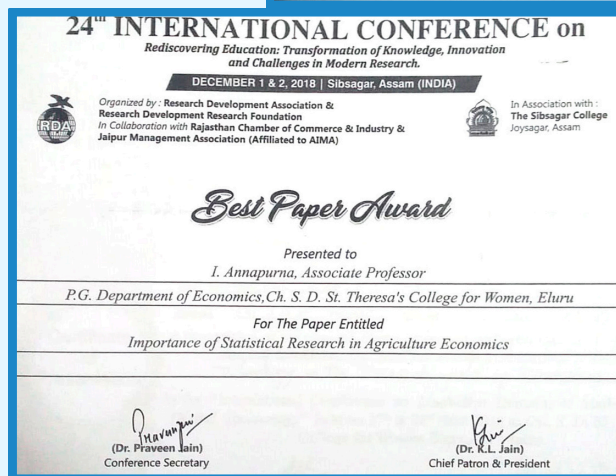 24th INTERNATIONAL CONFERENCE on
Rediscovering Education: Transformation of Knowledge, Innovation
and Challenges in Modern Research.
DECEMBER 1 & 2, 2018 | Sibsagar, Assam (INDIA)
RDA
Organized by : Research Development Association &
Research Development Research Foundation
In Collaboration with Rajasthan Chamber of Commerce & Industry &
Jaipur Management Association (Affiliated to AIMA)
In Association with :
The Sibsagar College
Joysagar, Assam
Best Paper Award
Presented to
I. Annapurna, Associate Professor
P.G. Department of Economics,Ch. S. D. St. Theresa's College for Women, Eluru
For The Paper Entitled
Importance of Statistical Research in Agriculture Economics
(Dr. Praveen Jain)
Conference Secretary
(Dr. K.L. Jain)
Chief Patron & President